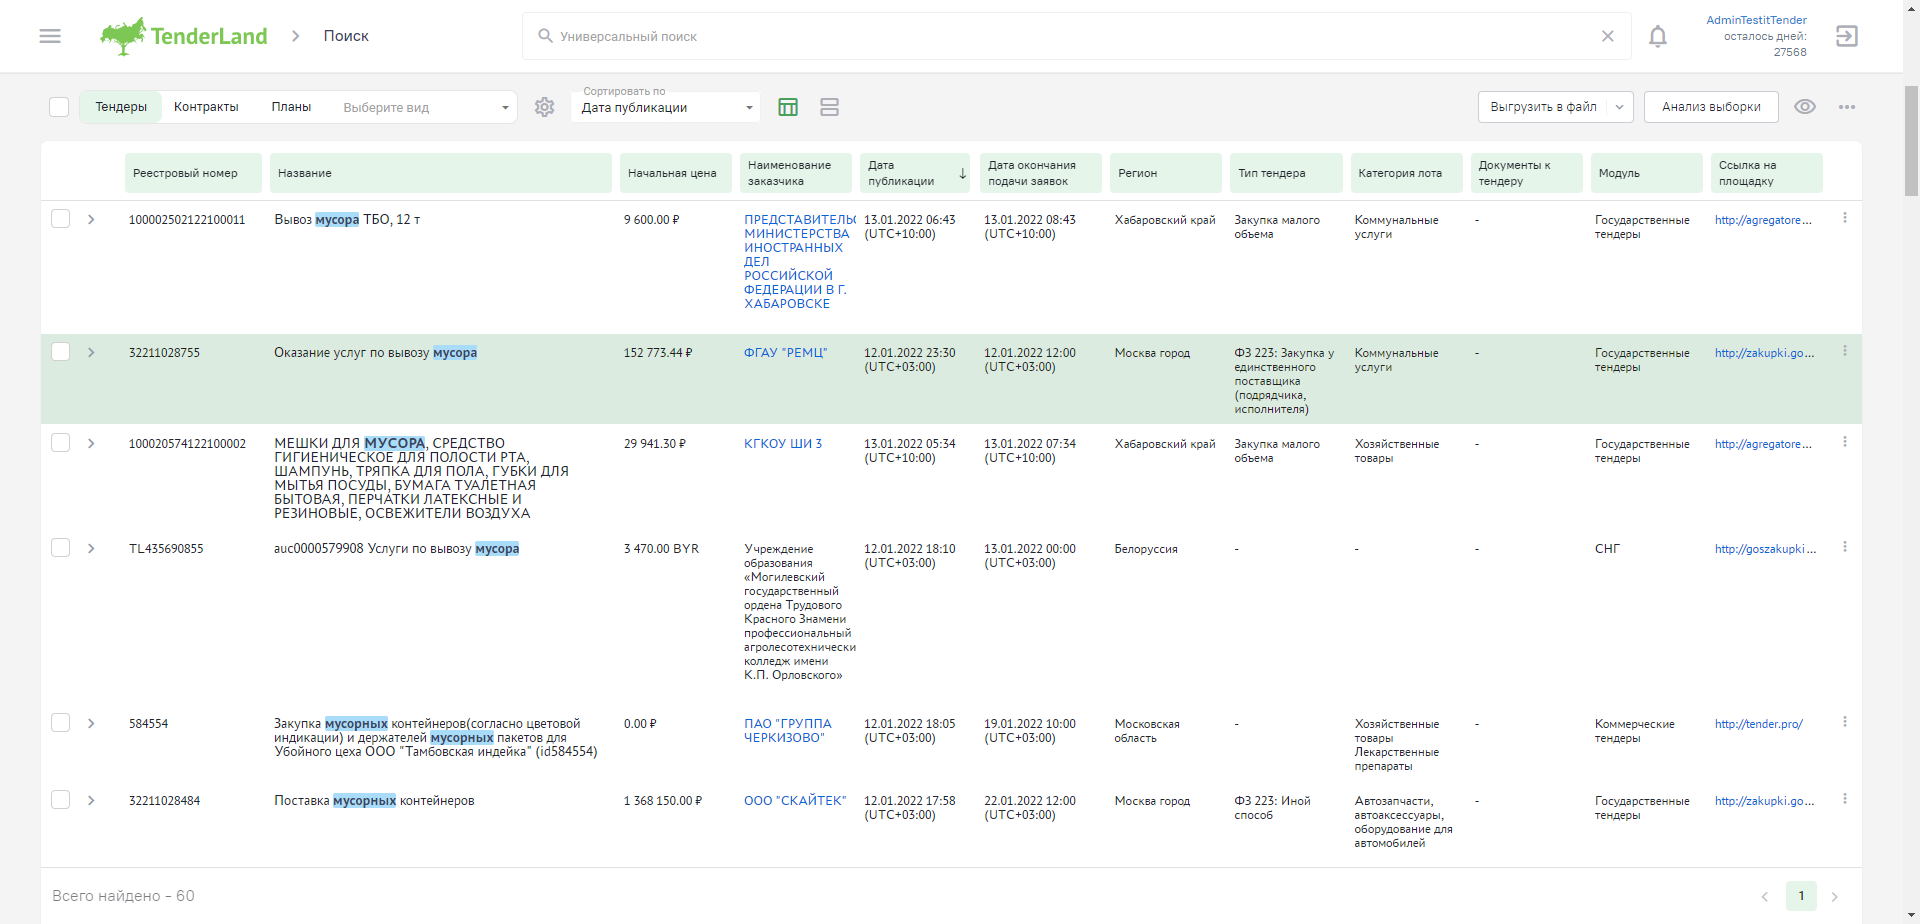 TenderLand
Поиск
Универсальный поиск
AdminTestitTender
осталось дней:
27568
Тендеры
Контракты
Планы
Выберите вид
Сортировать по
Дата публикации
Выгрузить в файл
Анализ выборки
Реестровый номер
Название
Начальная цена
Наименование
заказчика
Дата
публикации
Дата окончания
подачи заявок
Регион
Тип тендера
Категория лота
Документы к
тендеру
Модуль
Ссылка на
площадку
100002502122100011
Вывоз мусора ТБО, 12 т
9 600.00 ₽
ПРЕДСТАВИТЕЛЬС
МИНИСТЕРСТВА
ИНОСТРАННЫХ
ДЕЛ
РОССИЙСКОЙ
ФЕДЕРАЦИИ В Г.
ХАБАРОВСКЕ
13.01.2022 06:43
(UTC+10:00)
13.01.2022 08:43
(UTC+10:00)
Хабаровский край
Закупка малого
объема
Коммунальные
услуги
-
Государственные
тендеры
http://agregatore...
32211028755
Оказание услуг по вывозу мусора
152 773.44 ₽
ФГАУ "РЕМЦ"
12.01.2022 23:30
(UTC+03:00)
12.01.2022 12:00
(UTC+03:00)
Москва город
ФЗ 223: Закупка у
единственного
поставщика
(подрядчика,
исполнителя)
Коммунальные
услуги
-
Государственные
тендеры
http://zakupki.go...
100020574122100002
МЕШКИ ДЛЯ МУСОРА, СРЕДСТВО
ГИГИЕНИЧЕСКОЕ ДЛЯ ПОЛОСТИ РТА,
ШАМПУНЬ, ТРЯПКА ДЛЯ ПОЛА, ГУБКИ ДЛЯ
МЫТЬЯ ПОСУДЫ, БУМАГА ТУАЛЕТНАЯ
БЫТОВАЯ, ПЕРЧАТКИ ЛАТЕКСНЫЕ И
РЕЗИНОВЫЕ, ОСВЕЖИТЕЛИ ВОЗДУХА
29 941.30 ₽
КГКОУ ШИ 3
13.01.2022 05:34
(UTC+10:00)
13.01.2022 07:34
(UTC+10:00)
Хабаровский край
Закупка малого
объема
Хозяйственные
товары
-
Государственные
тендеры
http://agregatore...
TL435690855
auc0000579908 Услуги по вывозу мусора
3 470.00 BYR
Учреждение
образования
«Могилевский
государственный
ордена Трудового
Красного Знамени
профессиональный
агролесотехнически
колледж имени
К.П. Орловского»
12.01.2022 18:10
(UTC+03:00)
13.01.2022 00:00
(UTC+03:00)
Белоруссия
-
-
-
СНГ
http://goszakupki...
584554
Закупка мусорных контейнеров(согласно цветовой
индикации) и держателей мусорных пакетов для
Убойного цеха ООО "Тамбовская индейка" (id584554)
0.00 ₽
ПАО "ГРУППА
ЧЕРКИЗОВО"
12.01.2022 18:05
(UTC+03:00)
19.01.2022 10:00
(UTC+03:00)
Московская
область
-
Хозяйственные
товары
Лекарственные
препараты
-
Коммерческие
тендеры
http://tender.pro/
32211028484
Поставка мусорных контейнеров
1 368 150.00 ₽
ООО "СКАЙТЕК"
12.01.2022 17:58
(UTC+03:00)
22.01.2022 12:00
(UTC+03:00)
Москва город
ФЗ 223: Иной
способ
Автозапчасти,
автоаксессуары,
оборудование для
автомобилей
-
Государственные
тендеры
http://zakupki.go...
Всего найдено - 60
1